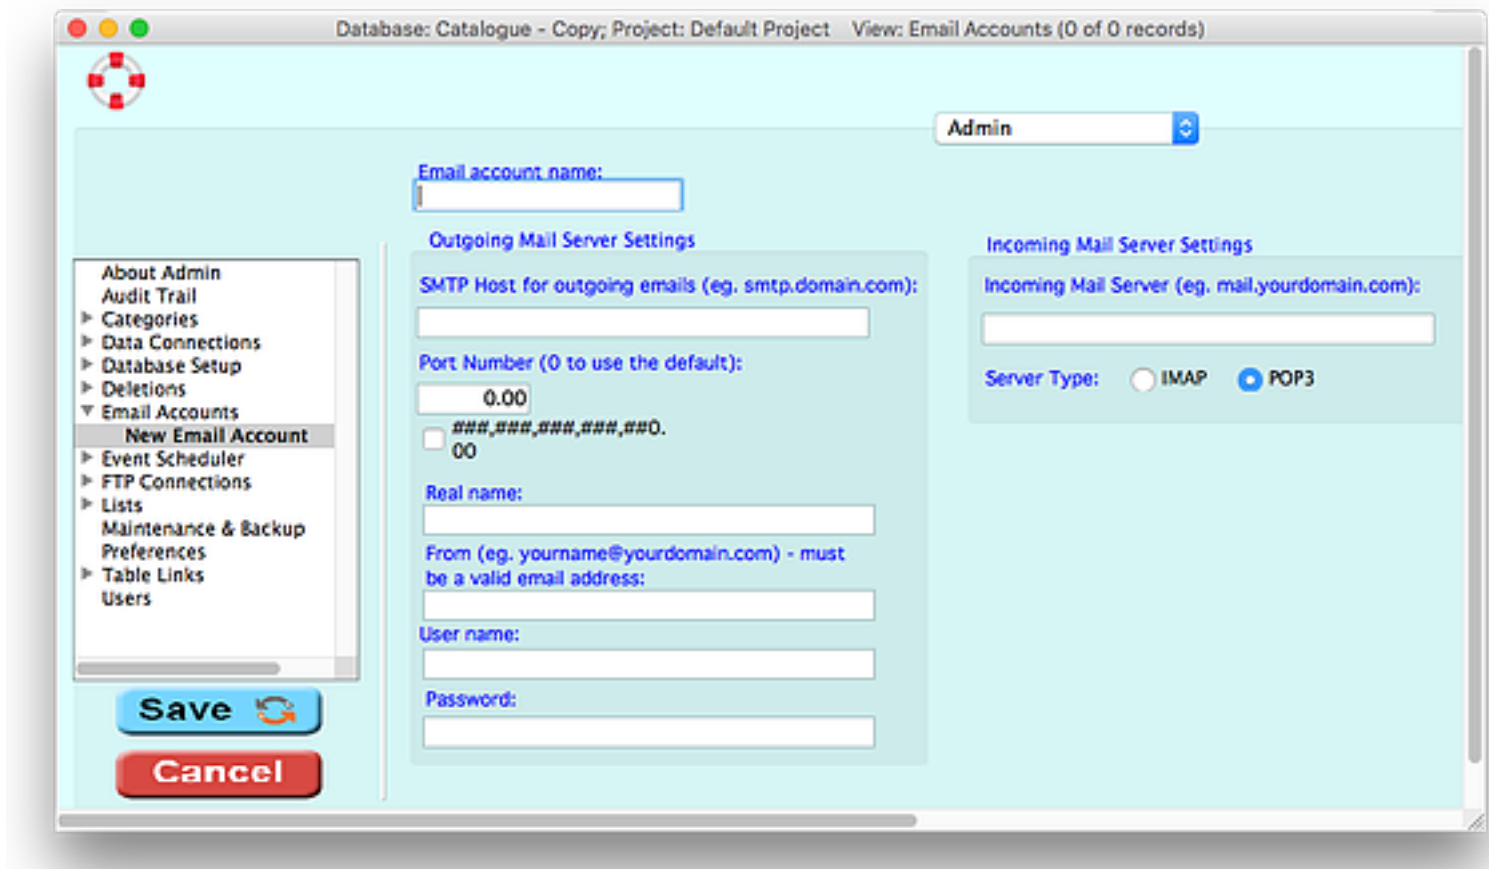 Database: Catalogue - Copy; Project: Default Project View: Email Accounts (0 of 0 records)
Admin
Email account name:
Outgoing Mail Server Settings
SMTP Host for outgoing emails (eg. smtp.domain.com):
Port Number (0 to use the default):
0.00
###,###,###,###,##0.
00
Real name:
From (eg. yourname@yourdomain.com) - must
be a valid email address:
User name:
Password:
Incoming Mail Server Settings
Incoming Mail Server (eg. mail.yourdomain.com):
Server Type: IMAP POP3
About Admin
Audit Trail
Categories
Data Connections
Database Setup
Deletions
Email Accounts
New Email Account
Event Scheduler
FTP Connections
Lists
Maintenance & Backup
Preferences
Table Links
Users
Save
Cancel